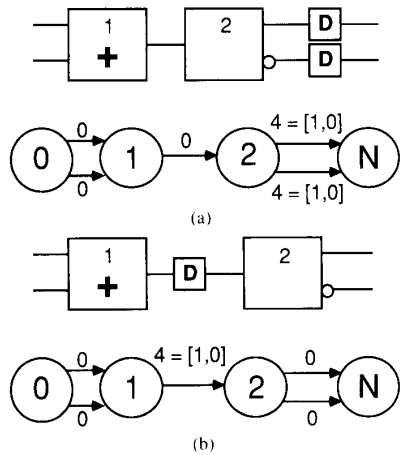 1 2 D
+ D
0 0 4 = [1,0]
0 1 2 N
0 4 = [1,0]
(a)
1 D 2
+
0 4 = [1,0] 0
0 1 2 N
0 0
(b)